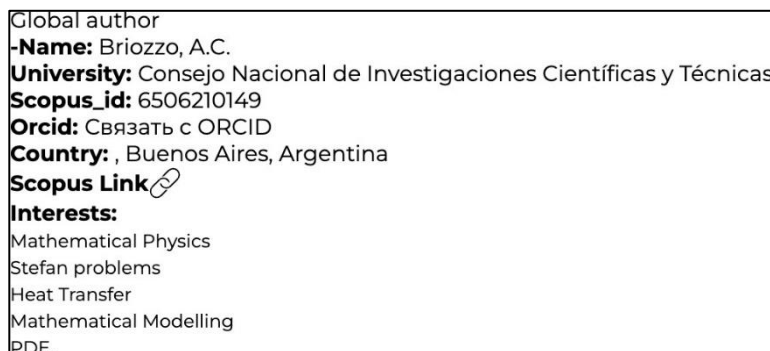 Global author
-Name: Briozzo, A.C.
University: Consejo Nacional de Investigaciones Científicas y Técnicas
Scopus_id: 6506210149
Orcid: Связать с ORCID
Country: , Buenos Aires, Argentina
Scopus Link
Interests:
Mathematical Physics
Stefan problems
Heat Transfer
Mathematical Modelling
PDE